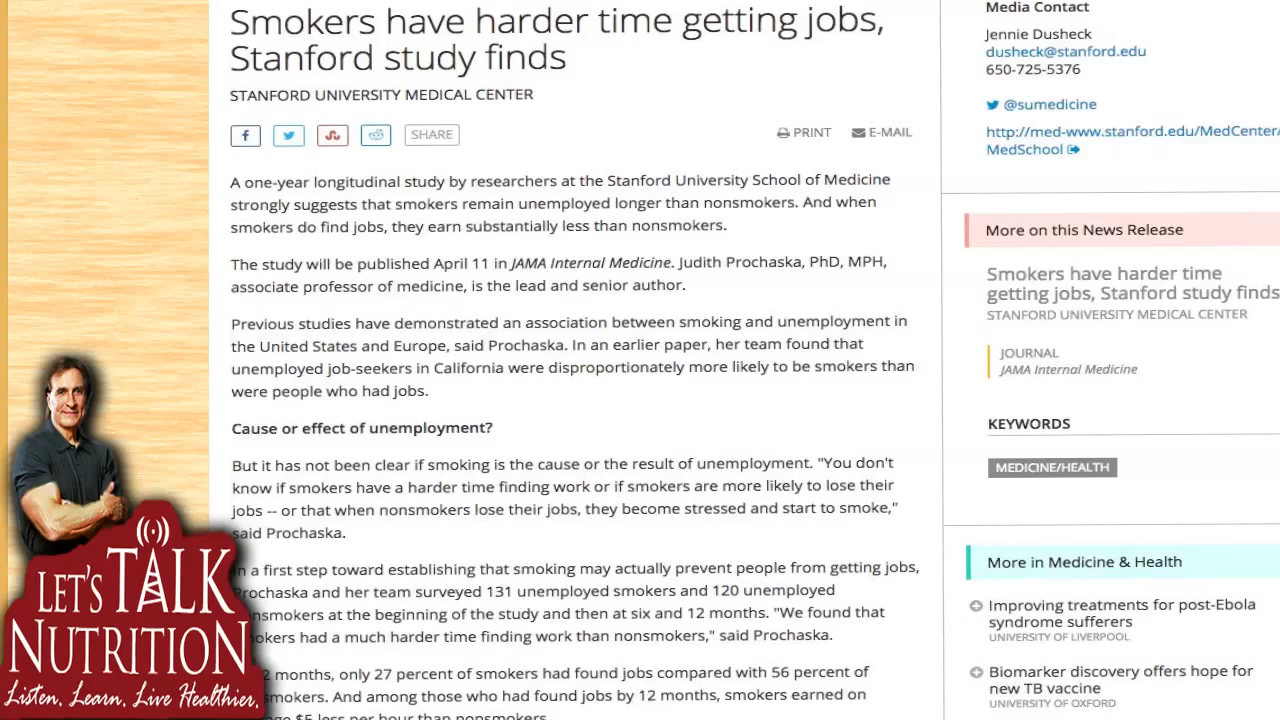 Smokers have harder time getting jobs,
Stanford study finds
STANFORD UNIVERSITY MEDICAL CENTER
f
SHARE
PRINT
E-MAIL
A one-year longitudinal study by researchers at the Stanford University School of Medicine
strongly suggests that smokers remain unemployed longer than nonsmokers. And when
smokers do find jobs, they earn substantially less than nonsmokers.
The study will be published April 11 in JAMA Internal Medicine. Judith Prochaska, PhD, MPH,
associate professor of medicine, is the lead and senior author.
Previous studies have demonstrated an association between smoking and unemployment in
the United States and Europe, said Prochaska. In an earlier paper, her team found that
unemployed job-seekers in California were disproportionately more likely to be smokers than
were people who had jobs.
Cause or effect of unemployment?
But it has not been clear if smoking is the cause or the result of unemployment. "You don't
know if smokers have a harder time finding work or if smokers are more likely to lose their
jobs -- or that when nonsmokers lose their jobs, they become stressed and start to smoke,"
said Prochaska.
n a first step toward establishing that smoking may actually prevent people from getting jobs,
rochaska and her team surveyed 131 unemployed smokers and 120 unemployed
nsmokers at the beginning of the study and then at six and 12 months. "We found that
okers had a much harder time finding work than nonsmokers," said Prochaska.
2 months, only 27 percent of smokers had found jobs compared with 56 percent of
smokers. And among those who had found jobs by 12 months, smokers earned on
ge $5 less per hour than nonsmokers.
Media Contact
Jennie Dusheck
dusheck@stanford.edu
650-725-5376
@sumedicine
http://med-www.stanford.edu/MedCenter/
MedSchool
More on this News Release
Smokers have harder time
getting jobs, Stanford study finds
STANFORD UNIVERSITY MEDICAL CENTER
JOURNAL
JAMA Internal Medicine
KEYWORDS
MEDICINE/HEALTH
More in Medicine & Health
Improving treatments for post-Ebola
syndrome sufferers
UNIVERSITY OF LIVERPOOL
Biomarker discovery offers hope for
new TB vaccine
UNIVERSITY OF OXFORD
LET'S TALK
NUTRITION
Listen. Learn. Live Healthier.